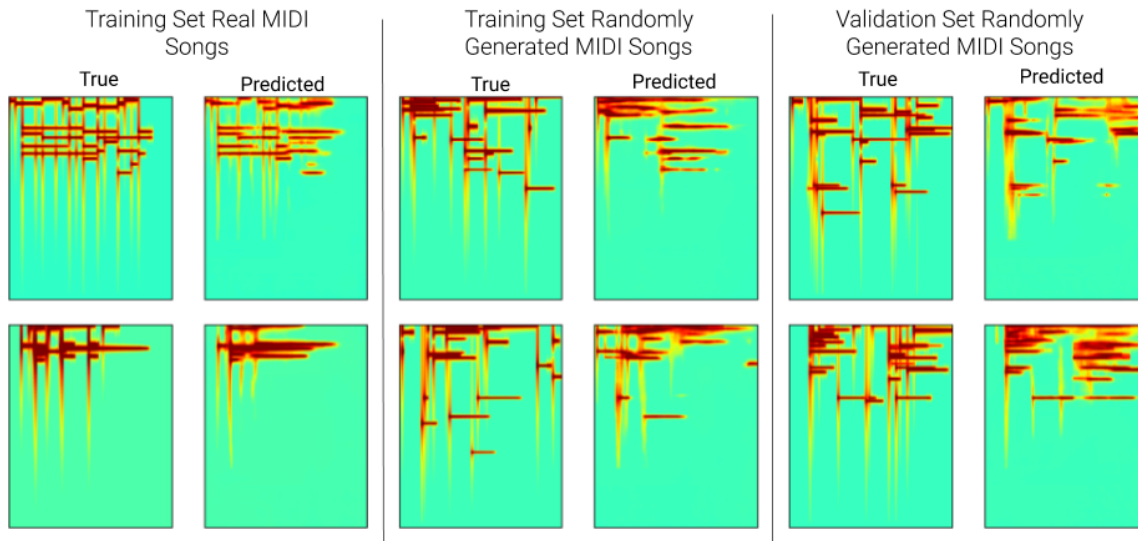 Training Set Real MIDI
Songs
True
Predicted
Training Set Randomly
Generated MIDI Songs
True
Predicted
Validation Set Randomly
Generated MIDI Songs
True
Predicted